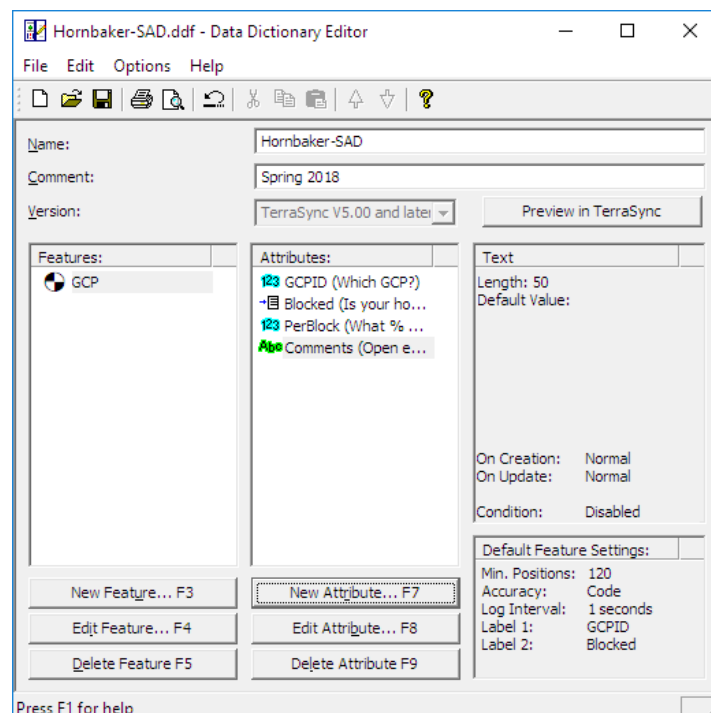 Hornbaker-SAD.ddf - Data Dictionary Editor
File Edit Options Help
Name: Hornbaker-SAD
Comment: Spring 2018
Version: TerraSync V5.00 and later Preview in TerraSync
Features:
GCP
Attributes:
123 GCPID (Which GCP?)
Blocked (Is your ho...
123 PerBlock (What % ...
Abc Comments (Open e...
Text
Length: 50
Default Value:
On Creation: Normal
On Update: Normal
Condition: Disabled
Default Feature Settings:
Min. Positions: 120
Accuracy: Code
Log Interval: 1 seconds
Label 1: GCPID
Label 2: Blocked
New Feature... F3
Edit Feature... F4
Delete Feature F5
New Attribute... F7
Edit Attribute... F8
Delete Attribute F9
Press F1 for help